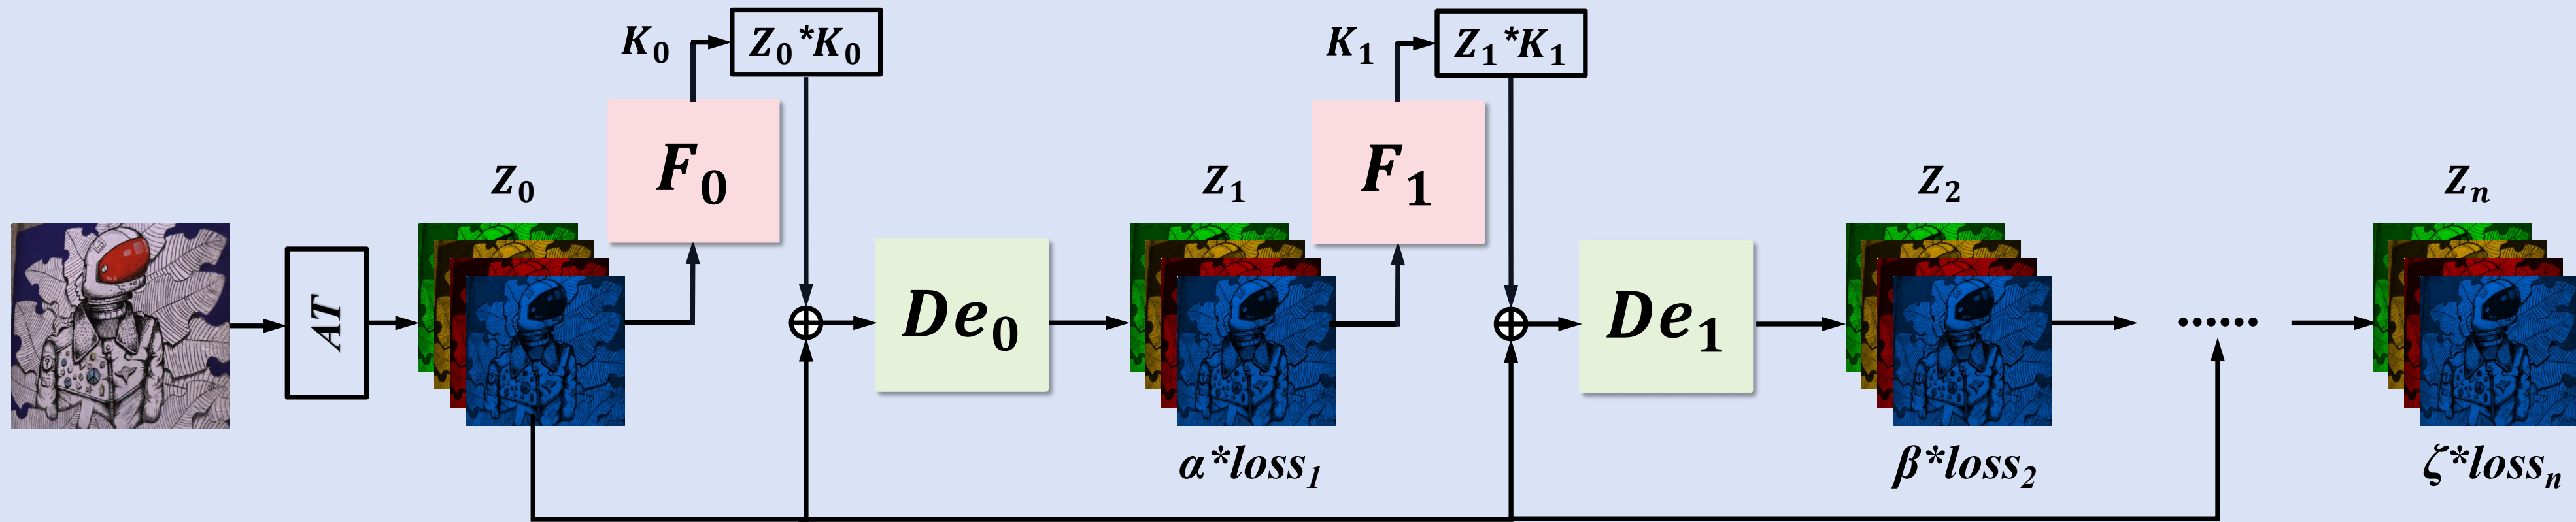 AT
Z₀
F₀
K₀
Z₀*K₀
De₀
Z₁
α*loss₁
F₁
K₁
Z₁*K₁
De₁
Z₂
β*loss₂
......
Zₙ
ζ*lossₙ